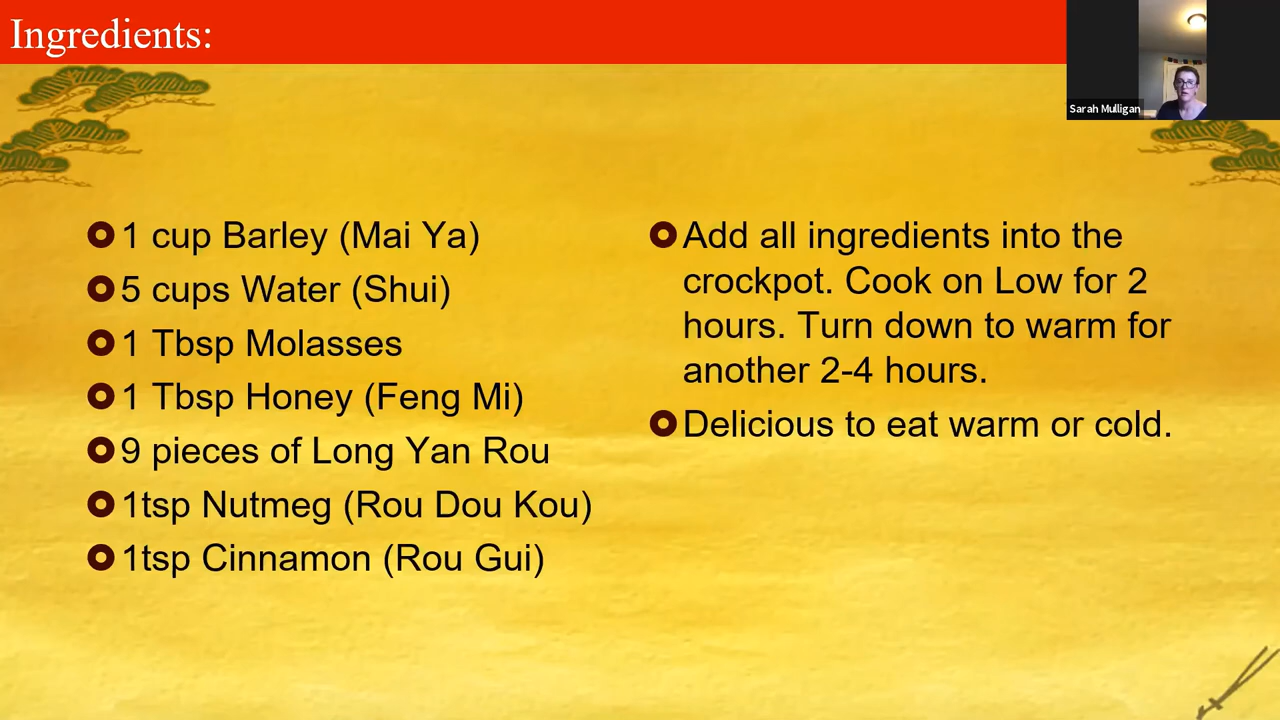 Ingredients:
Sarah Mulligan
1 cup Barley (Mai Ya)
5 cups Water (Shui)
1 Tbsp Molasses
1 Tbsp Honey (Feng Mi)
9 pieces of Long Yan Rou
1tsp Nutmeg (Rou Dou Kou)
1tsp Cinnamon (Rou Gui)
Add all ingredients into the
crockpot. Cook on Low for 2
hours. Turn down to warm for
another 2-4 hours.
Delicious to eat warm or cold.